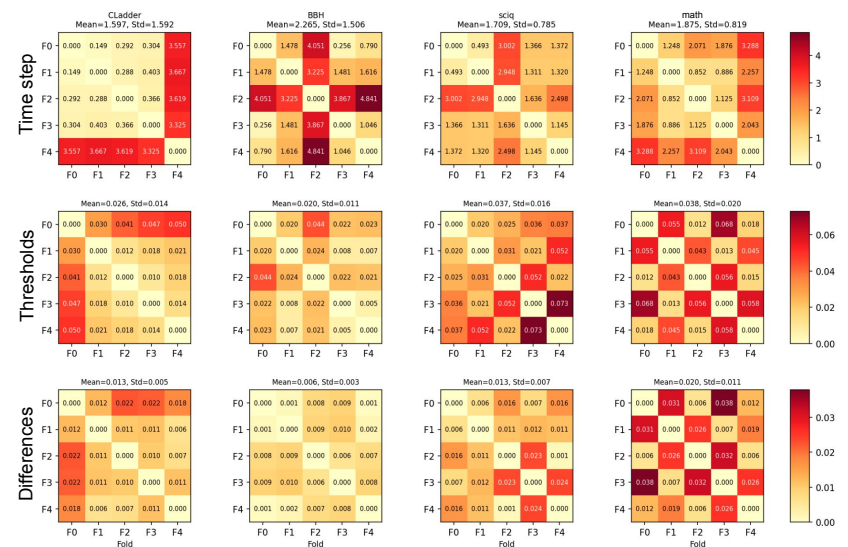 CLadder
Mean=1.597, Std=1.592
BBH
Mean=2.265, Std=1.506
sciq
Mean=1.709, Std=0.785
math
Mean=1.875, Std=0.819
Time step
F0 0.000 0.149 0.292 0.304 3.557
F1 0.149 0.000 0.288 0.403 3.667
F2 0.292 0.288 0.000 0.366 3.619
F3 0.304 0.403 0.366 0.000 3.325
F4 3.557 3.667 3.619 3.325 0.000
F0 F1 F2 F3 F4
F0 0.000 1.478 4.051 0.256 0.790
F1 1.478 0.000 3.225 1.481 1.616
F2 4.051 3.225 0.000 3.867 4.841
F3 0.256 1.481 3.867 0.000 1.046
F4 0.790 1.616 4.841 1.046 0.000
F0 F1 F2 F3 F4
F0 0.000 0.493 3.002 1.366 1.372
F1 0.493 0.000 2.948 1.311 1.320
F2 3.002 2.948 0.000 1.636 2.498
F3 1.366 1.311 1.636 0.000 1.145
F4 1.372 1.320 2.498 1.145 0.000
F0 F1 F2 F3 F4
F0 0.000 1.248 2.071 1.876 3.288
F1 1.248 0.000 0.852 0.886 2.257
F2 2.071 0.852 0.000 1.125 3.109
F3 1.876 0.886 1.125 0.000 2.043
F4 3.288 2.257 3.109 2.043 0.000
F0 F1 F2 F3 F4
4
3
2
1
0
Thresholds
Mean=0.026, Std=0.014
F0 0.000 0.030 0.041 0.047 0.050
F1 0.030 0.000 0.012 0.018 0.021
F2 0.041 0.012 0.000 0.010 0.018
F3 0.047 0.018 0.010 0.000 0.014
F4 0.050 0.021 0.018 0.014 0.000
F0 F1 F2 F3 F4
Mean=0.020, Std=0.011
F0 0.000 0.020 0.044 0.022 0.023
F1 0.020 0.000 0.024 0.008 0.007
F2 0.044 0.024 0.000 0.022 0.021
F3 0.022 0.008 0.022 0.000 0.005
F4 0.023 0.007 0.021 0.005 0.000
F0 F1 F2 F3 F4
Mean=0.037, Std=0.016
F0 0.000 0.020 0.025 0.036 0.037
F1 0.020 0.000 0.031 0.021 0.052
F2 0.025 0.031 0.000 0.052 0.022
F3 0.036 0.021 0.052 0.000 0.073
F4 0.037 0.052 0.022 0.073 0.000
F0 F1 F2 F3 F4
Mean=0.038, Std=0.020
F0 0.000 0.055 0.012 0.068 0.018
F1 0.055 0.000 0.043 0.013 0.045
F2 0.012 0.043 0.000 0.056 0.015
F3 0.068 0.013 0.056 0.000 0.058
F4 0.018 0.045 0.015 0.058 0.000
F0 F1 F2 F3 F4
0.06
0.04
0.02
0.00
Differences
Mean=0.013, Std=0.005
F0 0.000 0.012 0.022 0.022 0.018
F1 0.012 0.000 0.011 0.011 0.006
F2 0.022 0.011 0.000 0.010 0.007
F3 0.022 0.011 0.010 0.000 0.011
F4 0.018 0.006 0.007 0.011 0.000
F0 F1 F2 F3 F4
Fold
Mean=0.006, Std=0.003
F0 0.000 0.001 0.008 0.009 0.001
F1 0.001 0.000 0.009 0.010 0.002
F2 0.008 0.009 0.000 0.006 0.007
F3 0.009 0.010 0.006 0.000 0.008
F4 0.001 0.002 0.007 0.008 0.000
F0 F1 F2 F3 F4
Fold
Mean=0.013, Std=0.007
F0 0.000 0.006 0.016 0.007 0.016
F1 0.006 0.000 0.011 0.012 0.011
F2 0.016 0.011 0.000 0.023 0.001
F3 0.007 0.012 0.023 0.000 0.024
F4 0.016 0.011 0.001 0.024 0.000
F0 F1 F2 F3 F4
Fold
Mean=0.020, Std=0.011
F0 0.000 0.031 0.006 0.038 0.012
F1 0.031 0.000 0.026 0.007 0.019
F2 0.006 0.026 0.000 0.032 0.006
F3 0.038 0.007 0.032 0.000 0.026
F4 0.012 0.019 0.006 0.026 0.000
F0 F1 F2 F3 F4
Fold
0.03
0.02
0.01
0.00